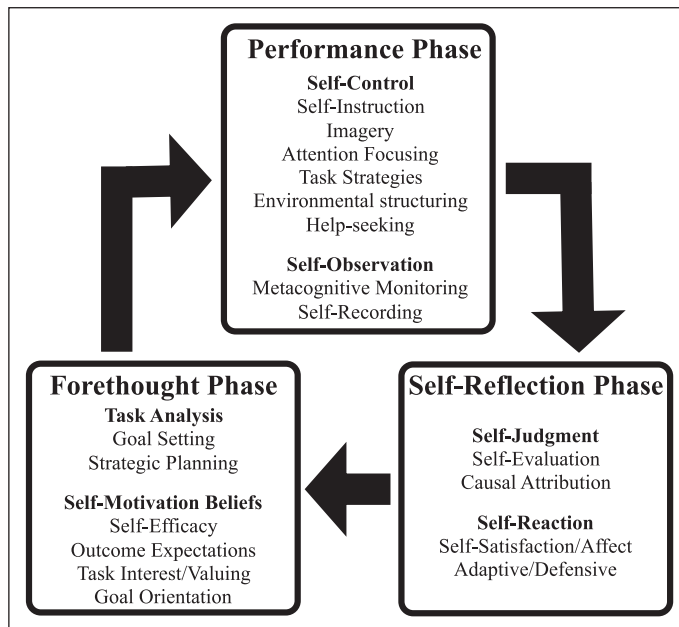 Performance Phase
Self-Control
Self-Instruction
Imagery
Attention Focusing
Task Strategies
Environmental structuring
Help-seeking
Self-Observation
Metacognitive Monitoring
Self-Recording
Forethought Phase
Task Analysis
Goal Setting
Strategic Planning
Self-Motivation Beliefs
Self-Efficacy
Outcome Expectations
Task Interest/Valuing
Goal Orientation
Self-Reflection Phase
Self-Judgment
Self-Evaluation
Causal Attribution
Self-Reaction
Self-Satisfaction/Affect
Adaptive/Defensive